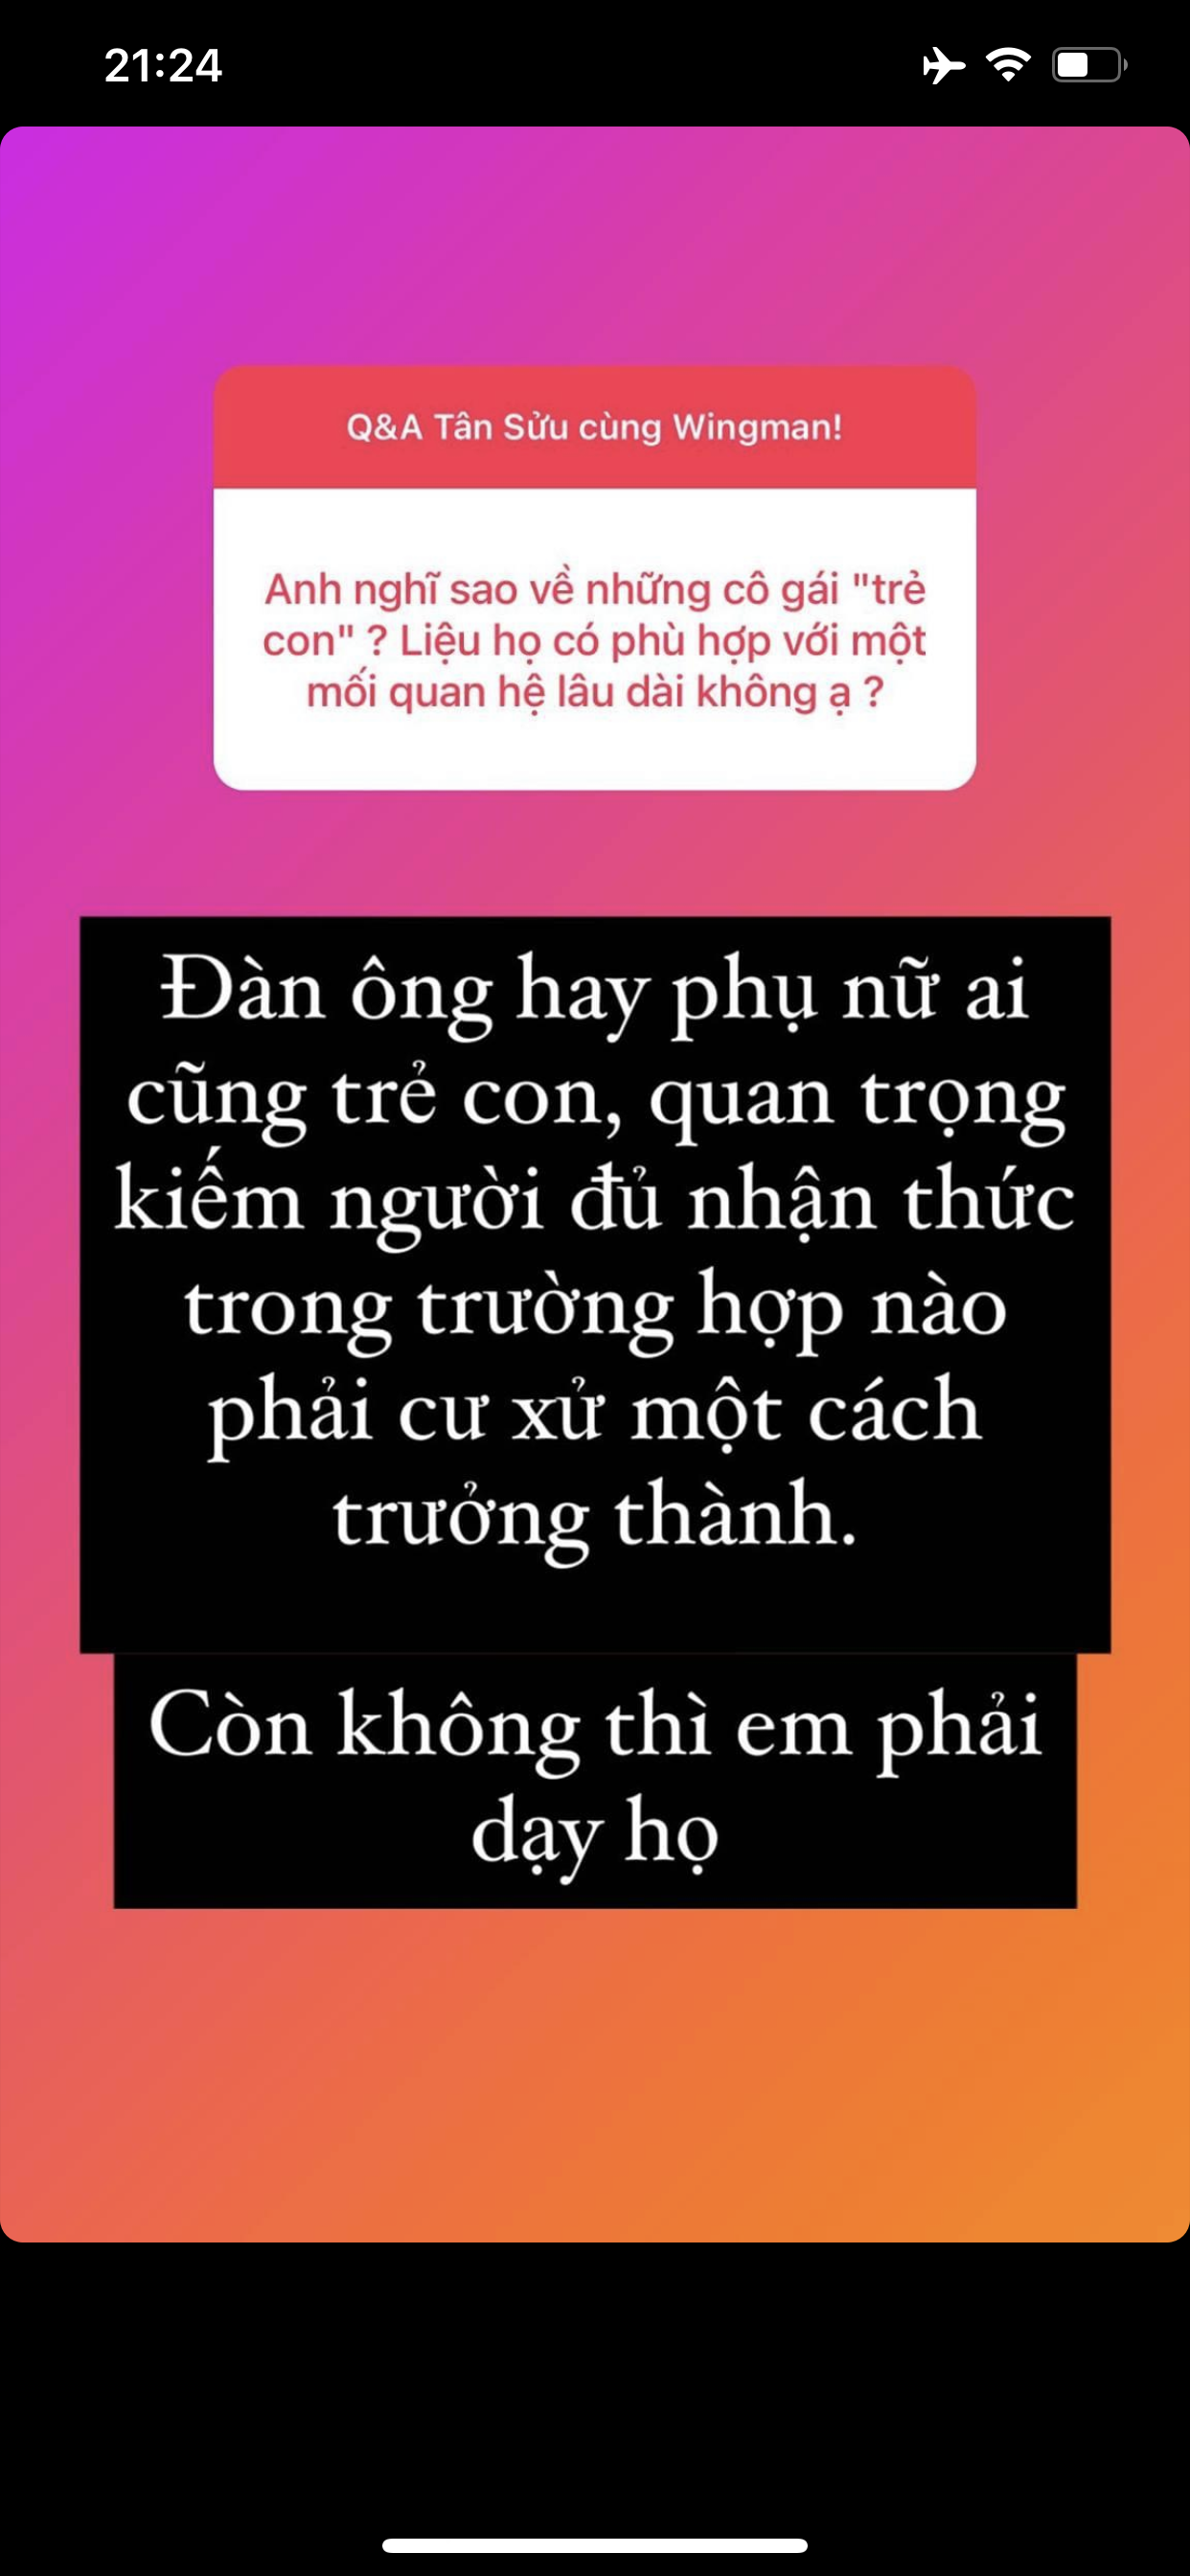 21:24
Q&A Tân Sửu cùng Wingman!
Anh nghĩ sao về những cô gái "trẻ
con" ? Liệu họ có phù hợp với một
mối quan hệ lâu dài không ạ ?
Đàn ông hay phụ nữ ai
cũng trẻ con, quan trọng
kiếm người đủ nhận thức
trong trường hợp nào
phải cư xử một cách
trưởng thành.
Còn không thì em phải
dạy họ